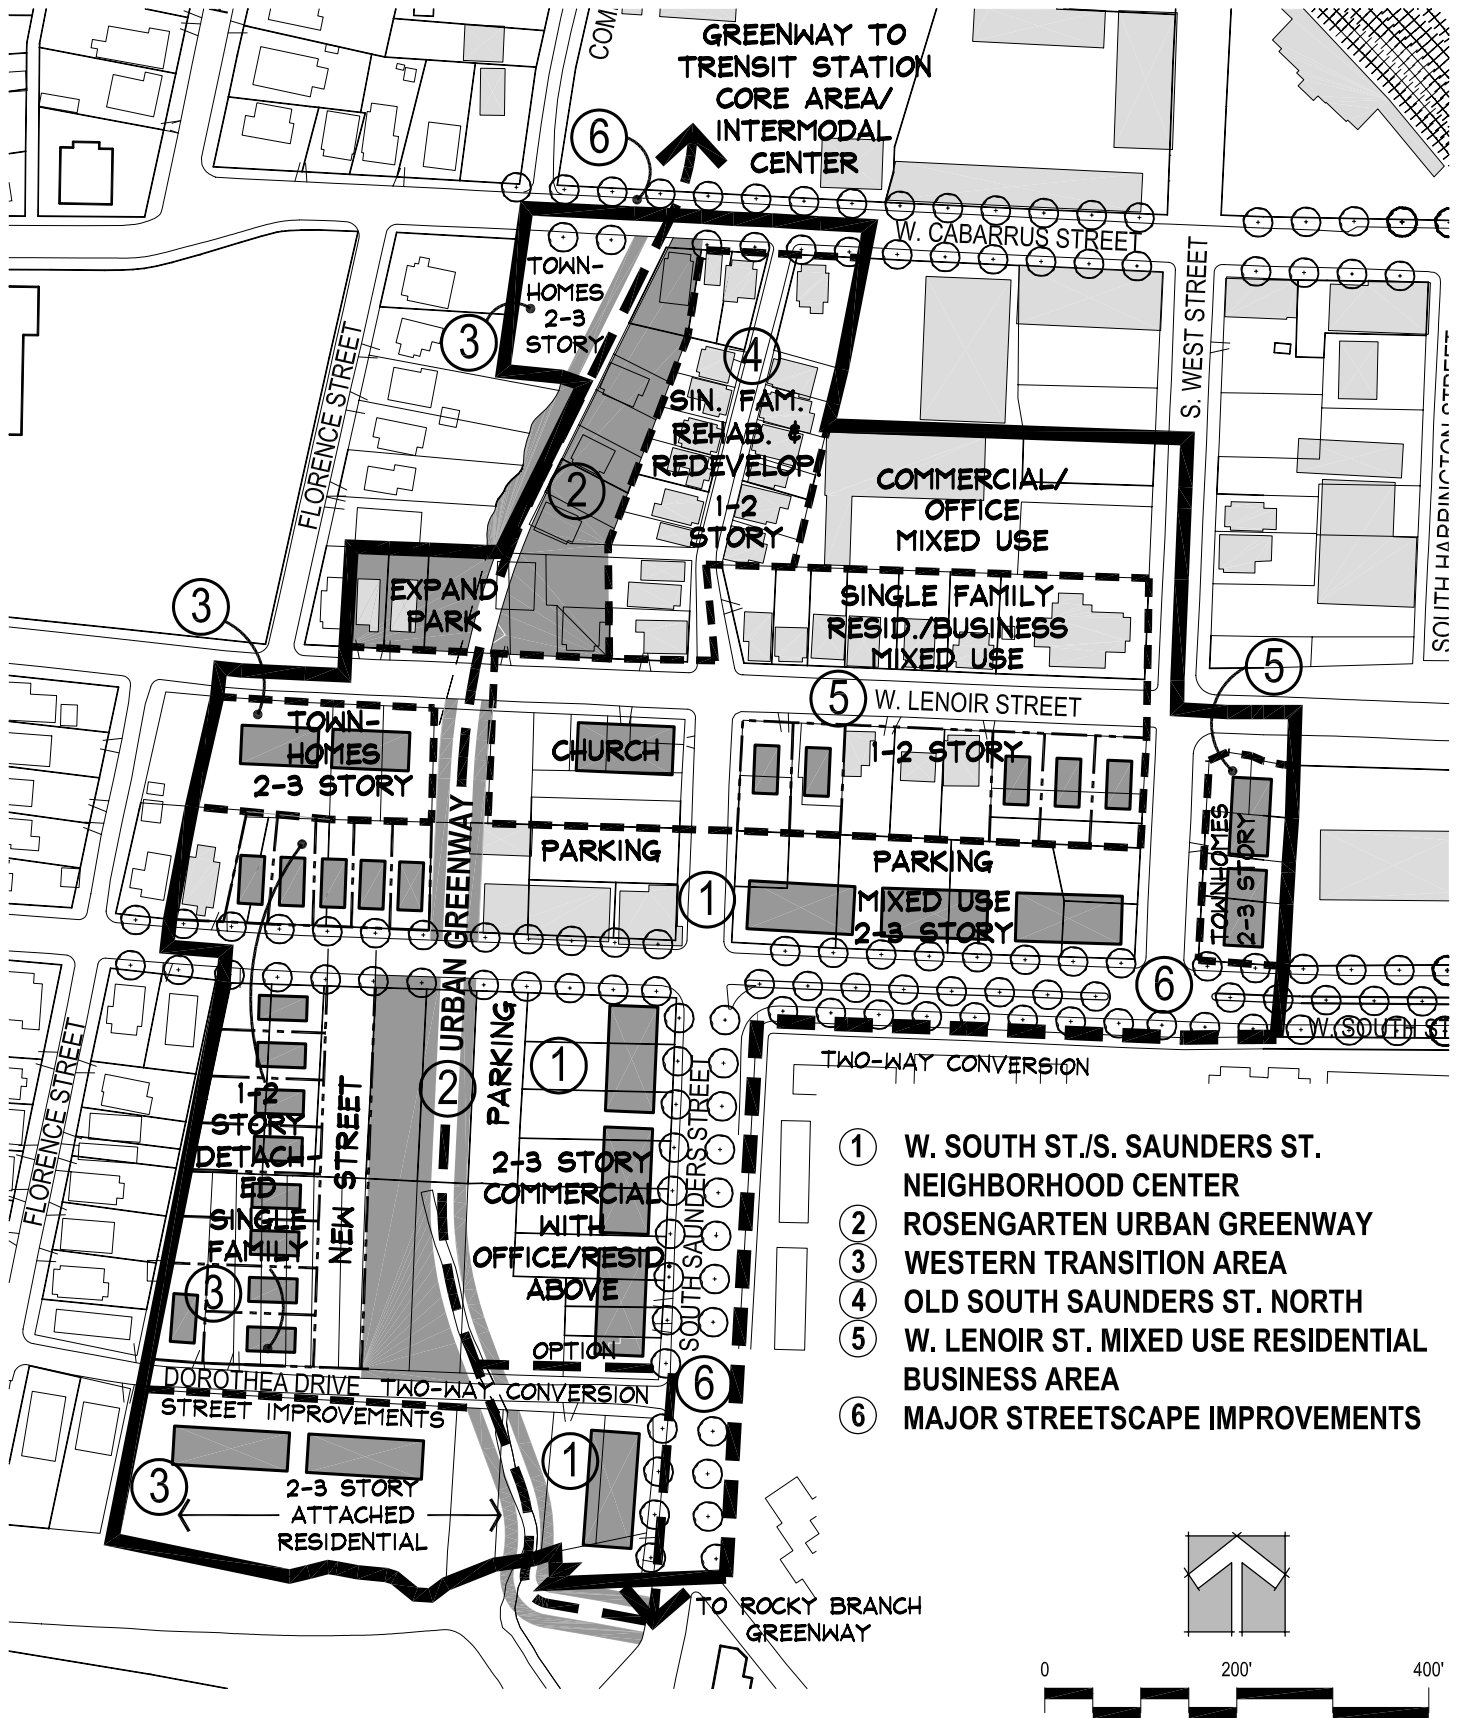 COM
GREENWAY TO
TRENSIT STATION
CORE AREA/
INTERMODAL
CENTER
6
W. CABARRUS STREET
TOWN-
HOMES
2-3
STORY
3
4
S. WEST STREET
FLORENCE STREET
SOUTH HARRINGTON STREET
SIN. FAM.
REHAB. &
REDEVELOP.
1-2
STORY
2
COMMERCIAL/
OFFICE
MIXED USE
EXPAND
PARK
3
SINGLE FAMILY
RESID./BUSINESS
MIXED USE
5
5
W. LENOIR STREET
TOWN-
HOMES
2-3 STORY
CHURCH
1-2 STORY
TOWNHOMES
2-3 STORY
PARKING
PARKING
1
MIXED USE
2-3 STORY
URBAN GREENWAY
6
W. SOUTH ST
TWO-WAY CONVERSION
PARKING
1
2
FLORENCE STREET
1-2
STORY
DETACH-
ED
SINGLE
FAMILY
NEW STREET
2-3 STORY
COMMERCIAL
WITH
OFFICE/RESID.
ABOVE
SOUTH SAUNDERS STREET
3
OPTION
6
DOROTHEA DRIVE
TWO-WAY CONVERSION
STREET IMPROVEMENTS
1
3
2-3 STORY
ATTACHED
RESIDENTIAL
TO ROCKY BRANCH
GREENWAY
1 W. SOUTH ST./S. SAUNDERS ST.
NEIGHBORHOOD CENTER
2 ROSENGARTEN URBAN GREENWAY
3 WESTERN TRANSITION AREA
4 OLD SOUTH SAUNDERS ST. NORTH
5 W. LENOIR ST. MIXED USE RESIDENTIAL
BUSINESS AREA
6 MAJOR STREETSCAPE IMPROVEMENTS
0 200' 400'